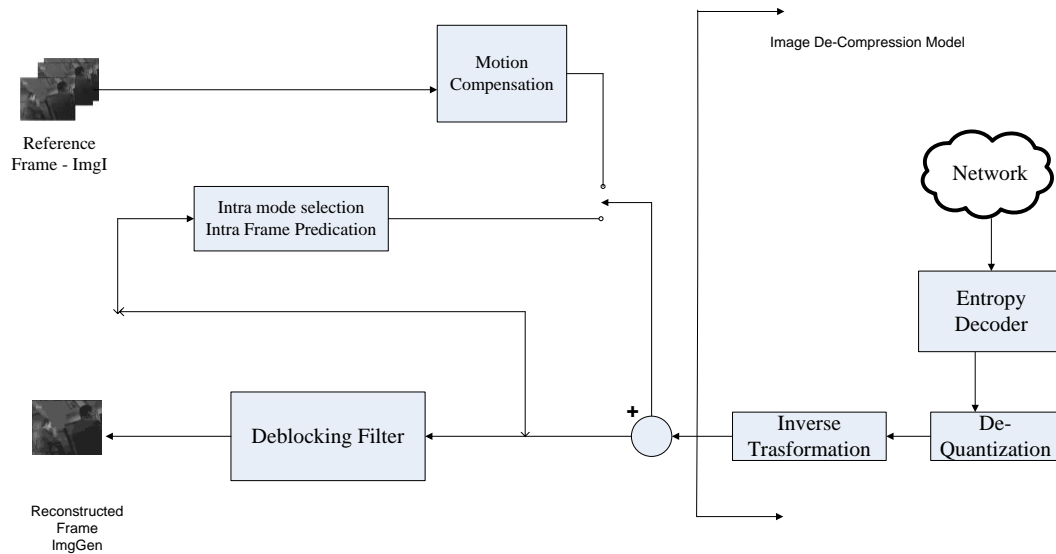 Image De-Compression Model
Motion
Compensation
Reference
Frame - ImgI
Network
Intra mode selection
Intra Frame Predication
Entropy
Decoder
+
Deblocking Filter
Inverse
Trasformation
De-
Quantization
Reconstructed
Frame
ImgGen